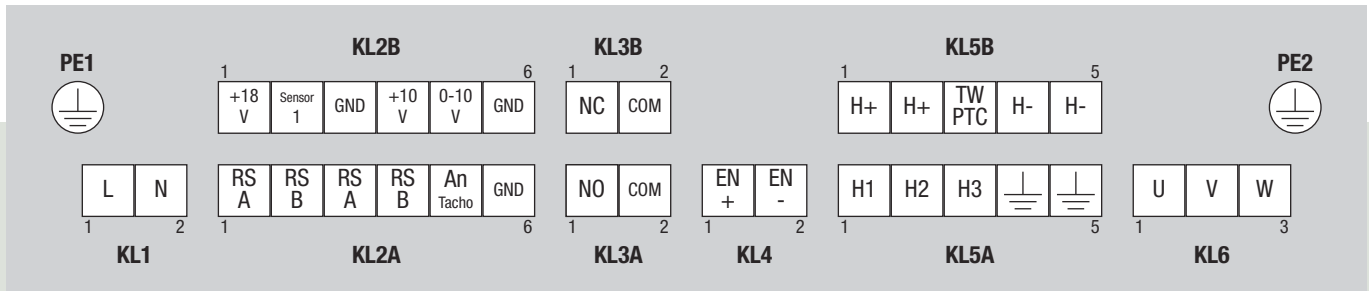 KL2B KL3B KL5B
PE1 PE2
1 6 1 2 1 5
+18 V Sensor 1 GND +10 V 0-10 V GND NC COM H+ H+ TW PTC H- H-
L N RS A RS B RS A RS B An Tacho GND NO COM EN + EN - H1 H2 H3 U V W
1 2 1 6 1 2 1 2 1 5 1 3
KL1 KL2A KL3A KL4 KL5A KL6